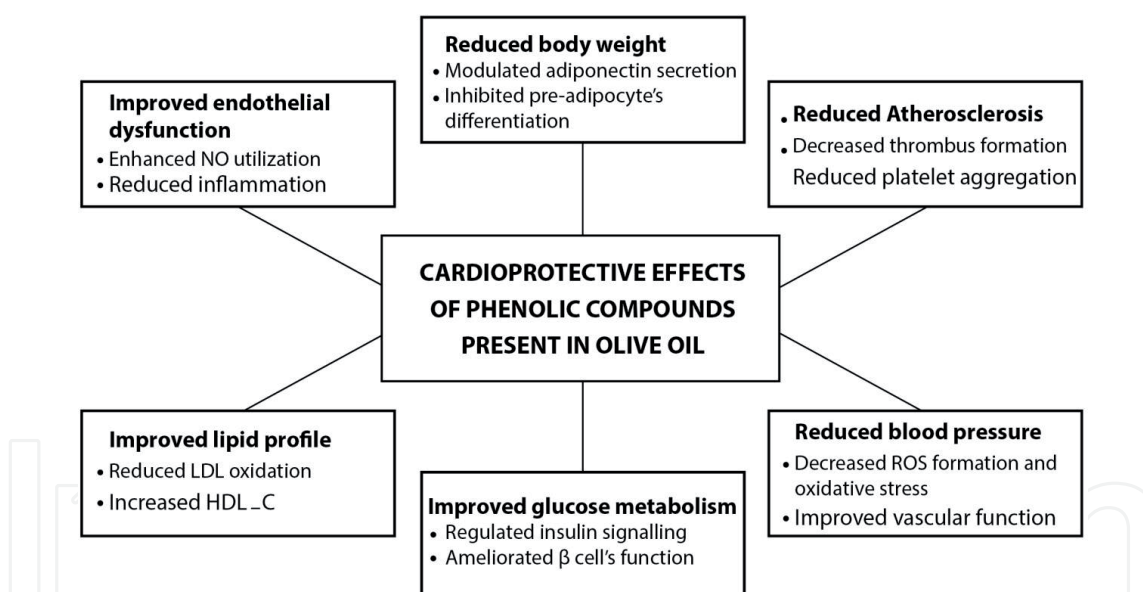 Reduced body weight
• Modulated adiponectin secretion
• Inhibited pre-adipocyte's
differentiation
Improved endothelial
dysfunction
• Enhanced NO utilization
• Reduced inflammation
• Reduced Atherosclerosis
• Decreased thrombus formation
Reduced platelet aggregation
CARDIOPROTECTIVE EFFECTS
OF PHENOLIC COMPOUNDS
PRESENT IN OLIVE OIL
Improved lipid profile
• Reduced LDL oxidation
• Increased HDL_C
Improved glucose metabolism
• Regulated insulin signalling
• Ameliorated β cell's function
Reduced blood pressure
• Decreased ROS formation and
oxidative stress
• Improved vascular function